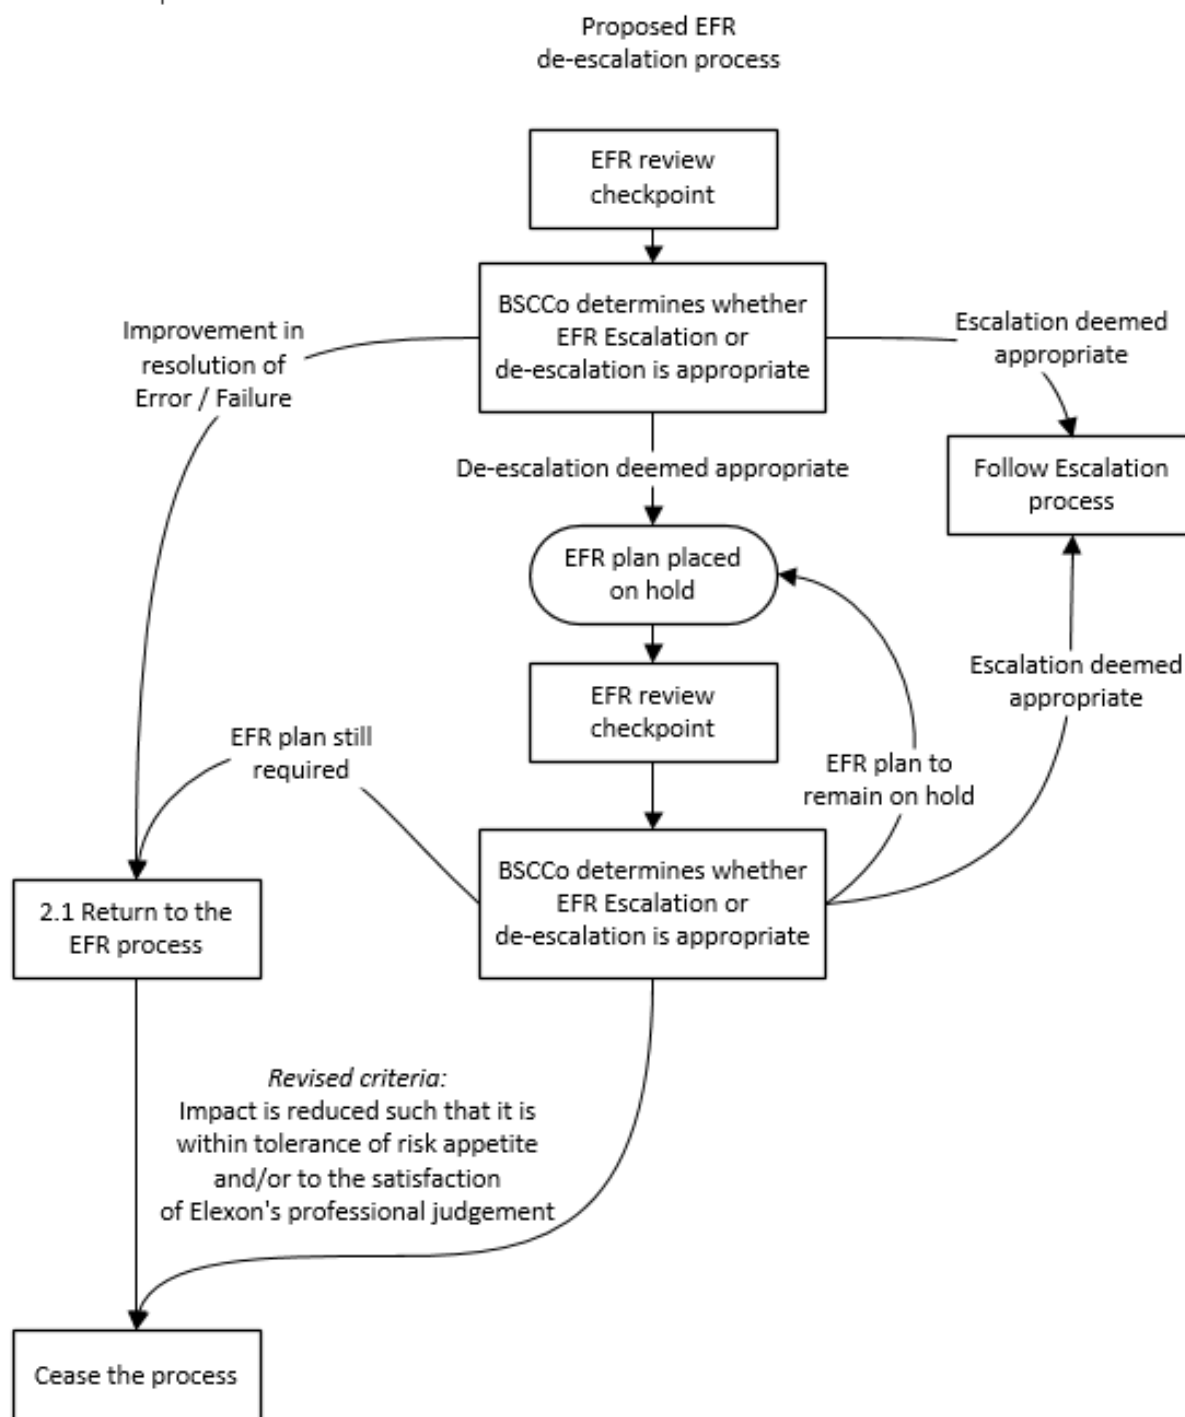 Proposed EFR
de-escalation process
EFR review
checkpoint
BSCCo determines whether
EFR Escalation or
de-escalation is appropriate
Improvement in
resolution of
Error / Failure
Escalation deemed
appropriate
De-escalation deemed appropriate
Follow Escalation
process
EFR plan placed
on hold
EFR review
checkpoint
Escalation deemed
appropriate
EFR plan still
required
EFR plan to
remain on hold
BSCCo determines whether
EFR Escalation or
de-escalation is appropriate
2.1 Return to the
EFR process
Revised criteria:
Impact is reduced such that it is
within tolerance of risk appetite
and/or to the satisfaction
of Elexon's professional judgement
Cease the process